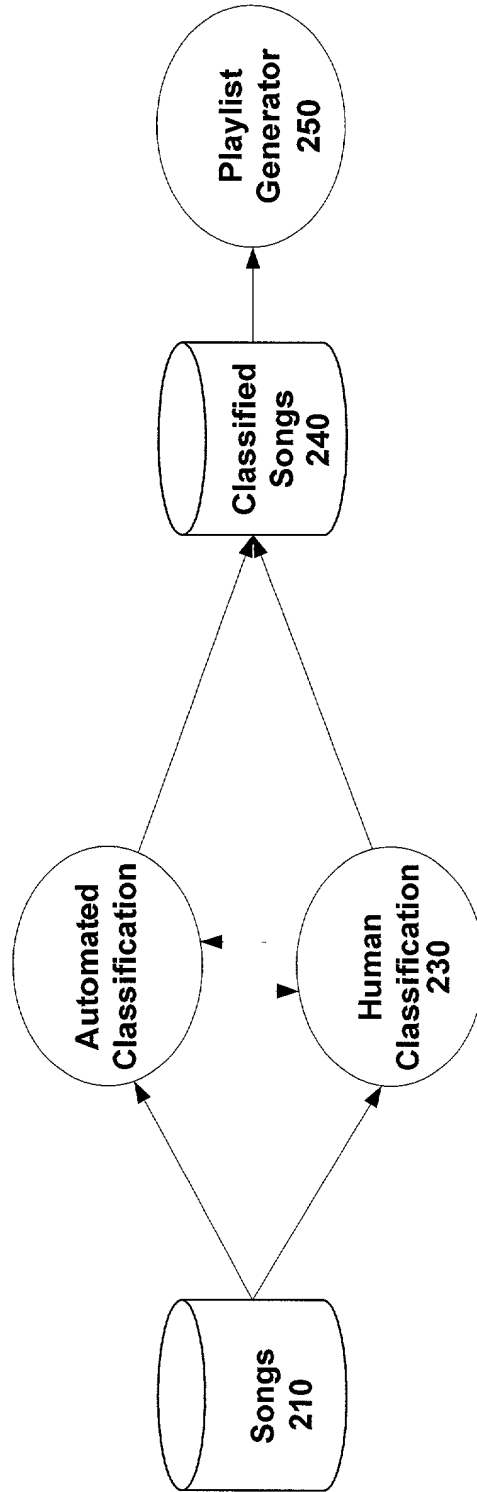 Songs
210
Automated
Classification
Human
Classification
230
Classified
Songs
240
Playlist
Generator
250